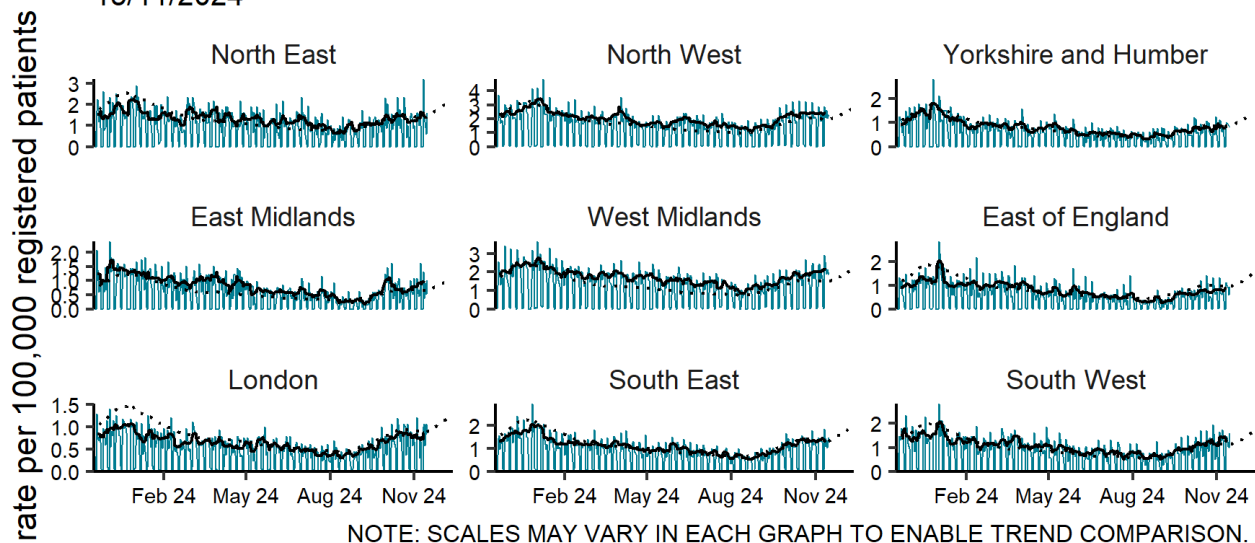 rate per 100,000 registered patients
North East
North West
Yorkshire and Humber
3
2
1
0
4
3
2
1
0
2
1
0
East Midlands
West Midlands
East of England
2.0
1.5
1.0
0.5
0.0
3
2
1
0
2
1
0
London
South East
South West
1.5
1.0
0.5
0.0
2
1
0
2
1
0
Feb 24 May 24 Aug 24 Nov 24
Feb 24 May 24 Aug 24 Nov 24
Feb 24 May 24 Aug 24 Nov 24
NOTE: SCALES MAY VARY IN EACH GRAPH TO ENABLE TREND COMPARISON.